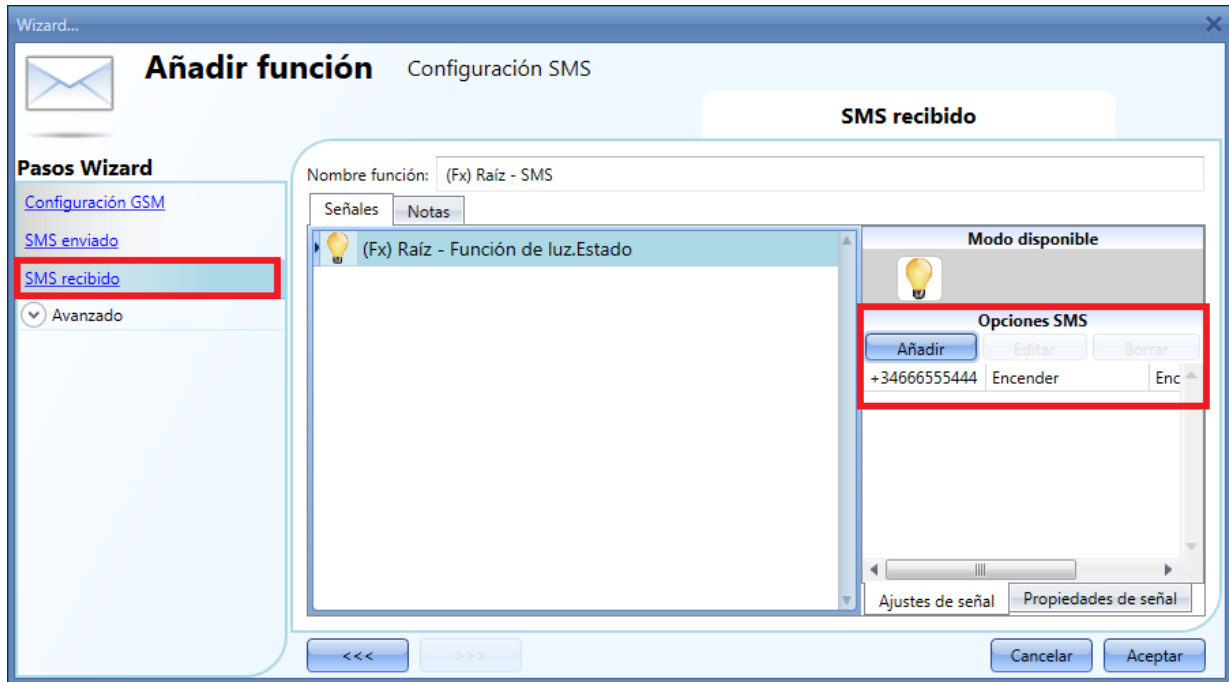 Wizard...
Añadir función
Configuración SMS
SMS recibido
Pasos Wizard
Configuración GSM
SMS enviado
SMS recibido
Avanzado
Nombre función: (Fx) Raíz - SMS
Señales Notas
(Fx) Raíz - Función de luz.Estado
Modo disponible
Opciones SMS
Añadir Editar Borrar
+34666555444 Encender Enc
Ajustes de señal Propiedades de señal
<<< >>> Cancelar Aceptar